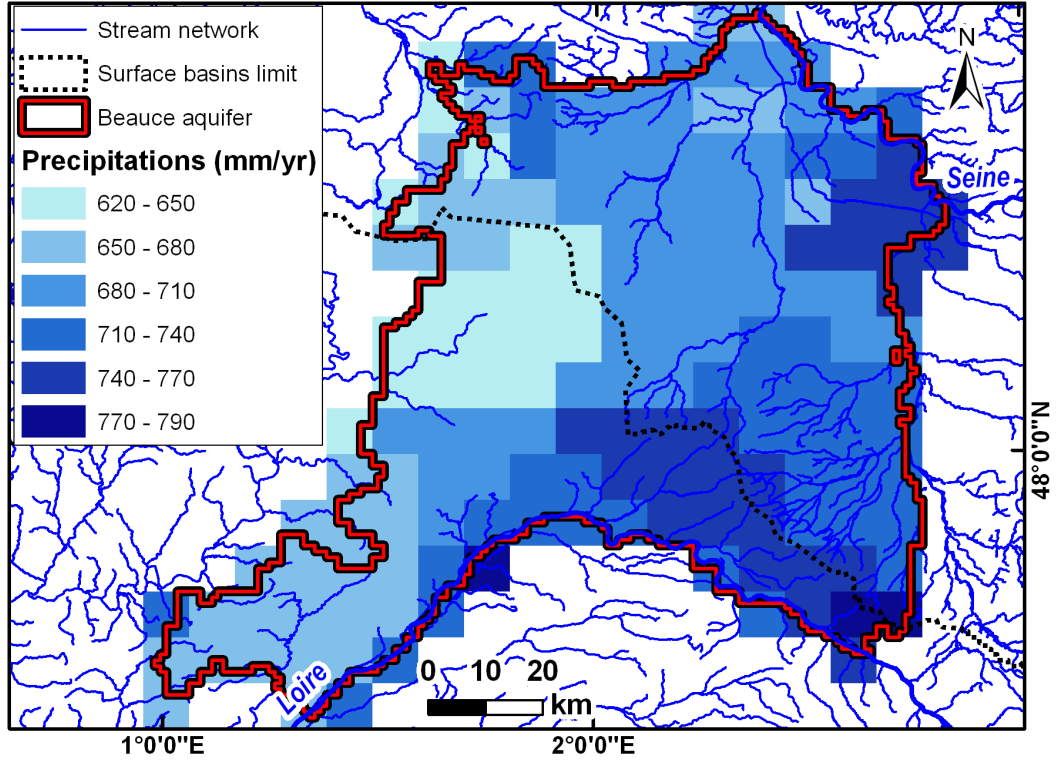 Stream network
Surface basins limit
Beauce aquifer
Precipitations (mm/yr)
620 - 650
650 - 680
680 - 710
710 - 740
740 - 770
770 - 790
N
Seine
48°0'0"N
Loire
0 10 20
km
1°0'0"E
2°0'0"E